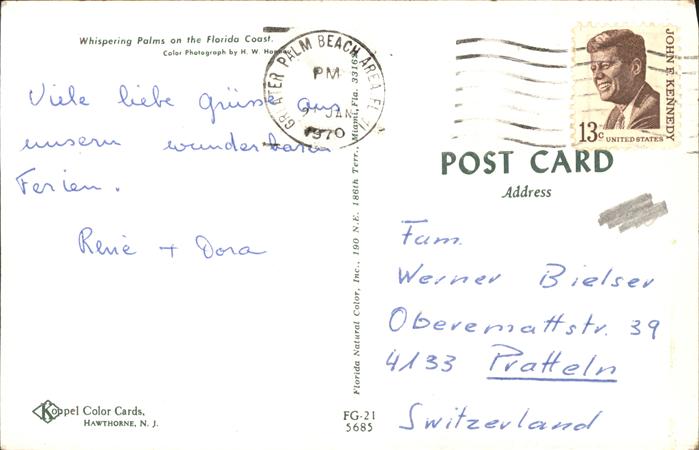 Whispering Palms on the Florida Coast.
Color Photograph by H. W.
GREATER PALM BEACH AREA FL
PM
JAN
1970
JOHN F. KENNEDY
13c
UNITED STATES
POST CARD
Address
Viele liebe Grüsse aus
unsern wunderbaren
Ferien.
René + Dora
Fam.
Werner Bielser
Oberemattstr. 39
4133 Pratteln
Switzerland
Florida Natural Color, Inc., 190 N.E. 186th Terr., Miami, Fla. 33169
Koppel Color Cards,
HAWTHORNE, N. J.
FG-21
5685